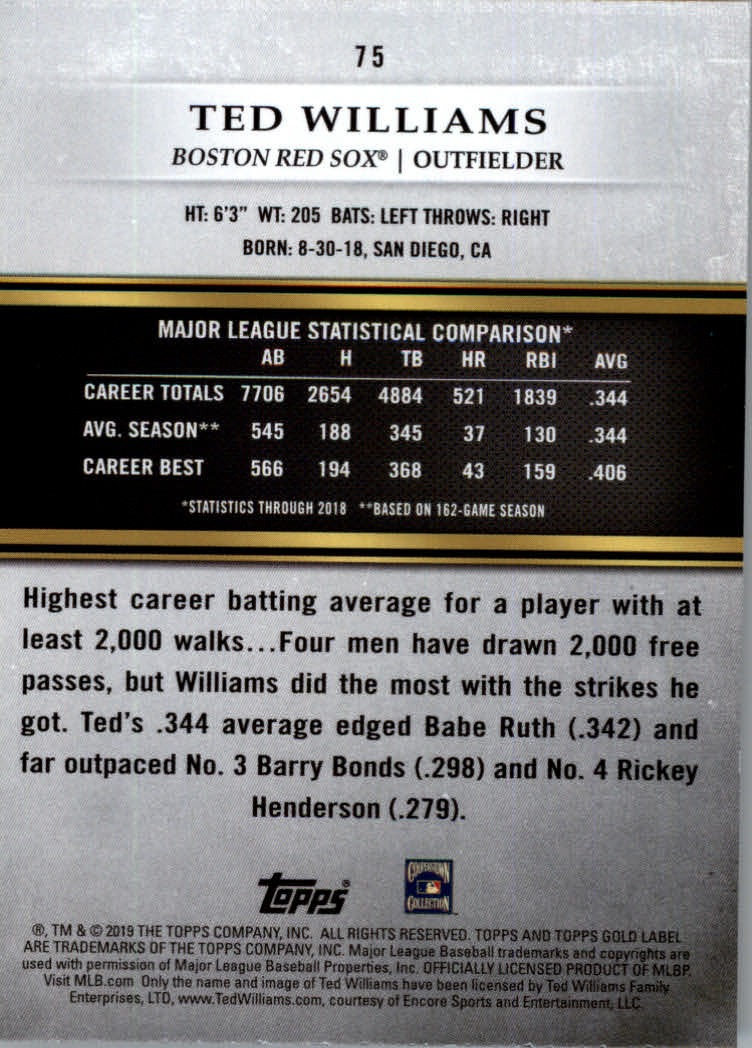 75
TED WILLIAMS
BOSTON RED SOX® | OUTFIELDER
HT: 6'3" WT: 205 BATS: LEFT THROWS: RIGHT
BORN: 8-30-18, SAN DIEGO, CA
MAJOR LEAGUE STATISTICAL COMPARISON*
AB H TB HR RBI AVG
CAREER TOTALS 7706 2654 4884 521 1839 .344
AVG. SEASON** 545 188 345 37 130 .344
CAREER BEST 566 194 368 43 159 .406
*STATISTICS THROUGH 2018 **BASED ON 162-GAME SEASON
Highest career batting average for a player with at
least 2,000 walks...Four men have drawn 2,000 free
passes, but Williams did the most with the strikes he
got. Ted's .344 average edged Babe Ruth (.342) and
far outpaced No. 3 Barry Bonds (.298) and No. 4 Rickey
Henderson (.279).
Topps®
COOPERSTOWN
COLLECTION
®, TM & © 2019 THE TOPPS COMPANY, INC. ALL RIGHTS RESERVED. TOPPS AND TOPPS GOLD LABEL
ARE TRADEMARKS OF THE TOPPS COMPANY, INC. Major League Baseball trademarks and copyrights are
used with permission of Major League Baseball Properties, Inc. OFFICIALLY LICENSED PRODUCT OF MLBP.
Visit MLB.com Only the name and image of Ted Williams have been licensed by Ted Williams Family
Enterprises, LTD, www.TedWilliams.com, courtesy of Encore Sports and Entertainment, LLC.